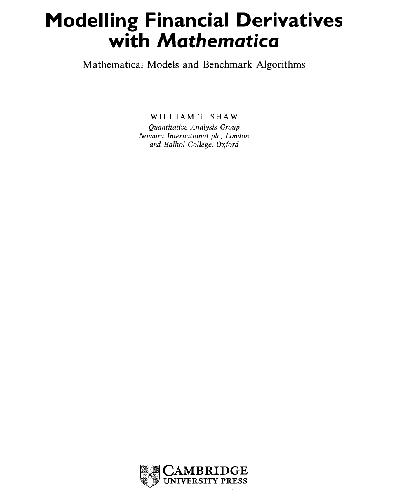 Modelling Financial Derivatives
with Mathematica
Mathematical Models and Benchmark Algorithms
WILLIAM T. SHAW
Quantitative Analysis Group
International plc, London
and Balliol College, Oxford
CAMBRIDGE
UNIVERSITY PRESS